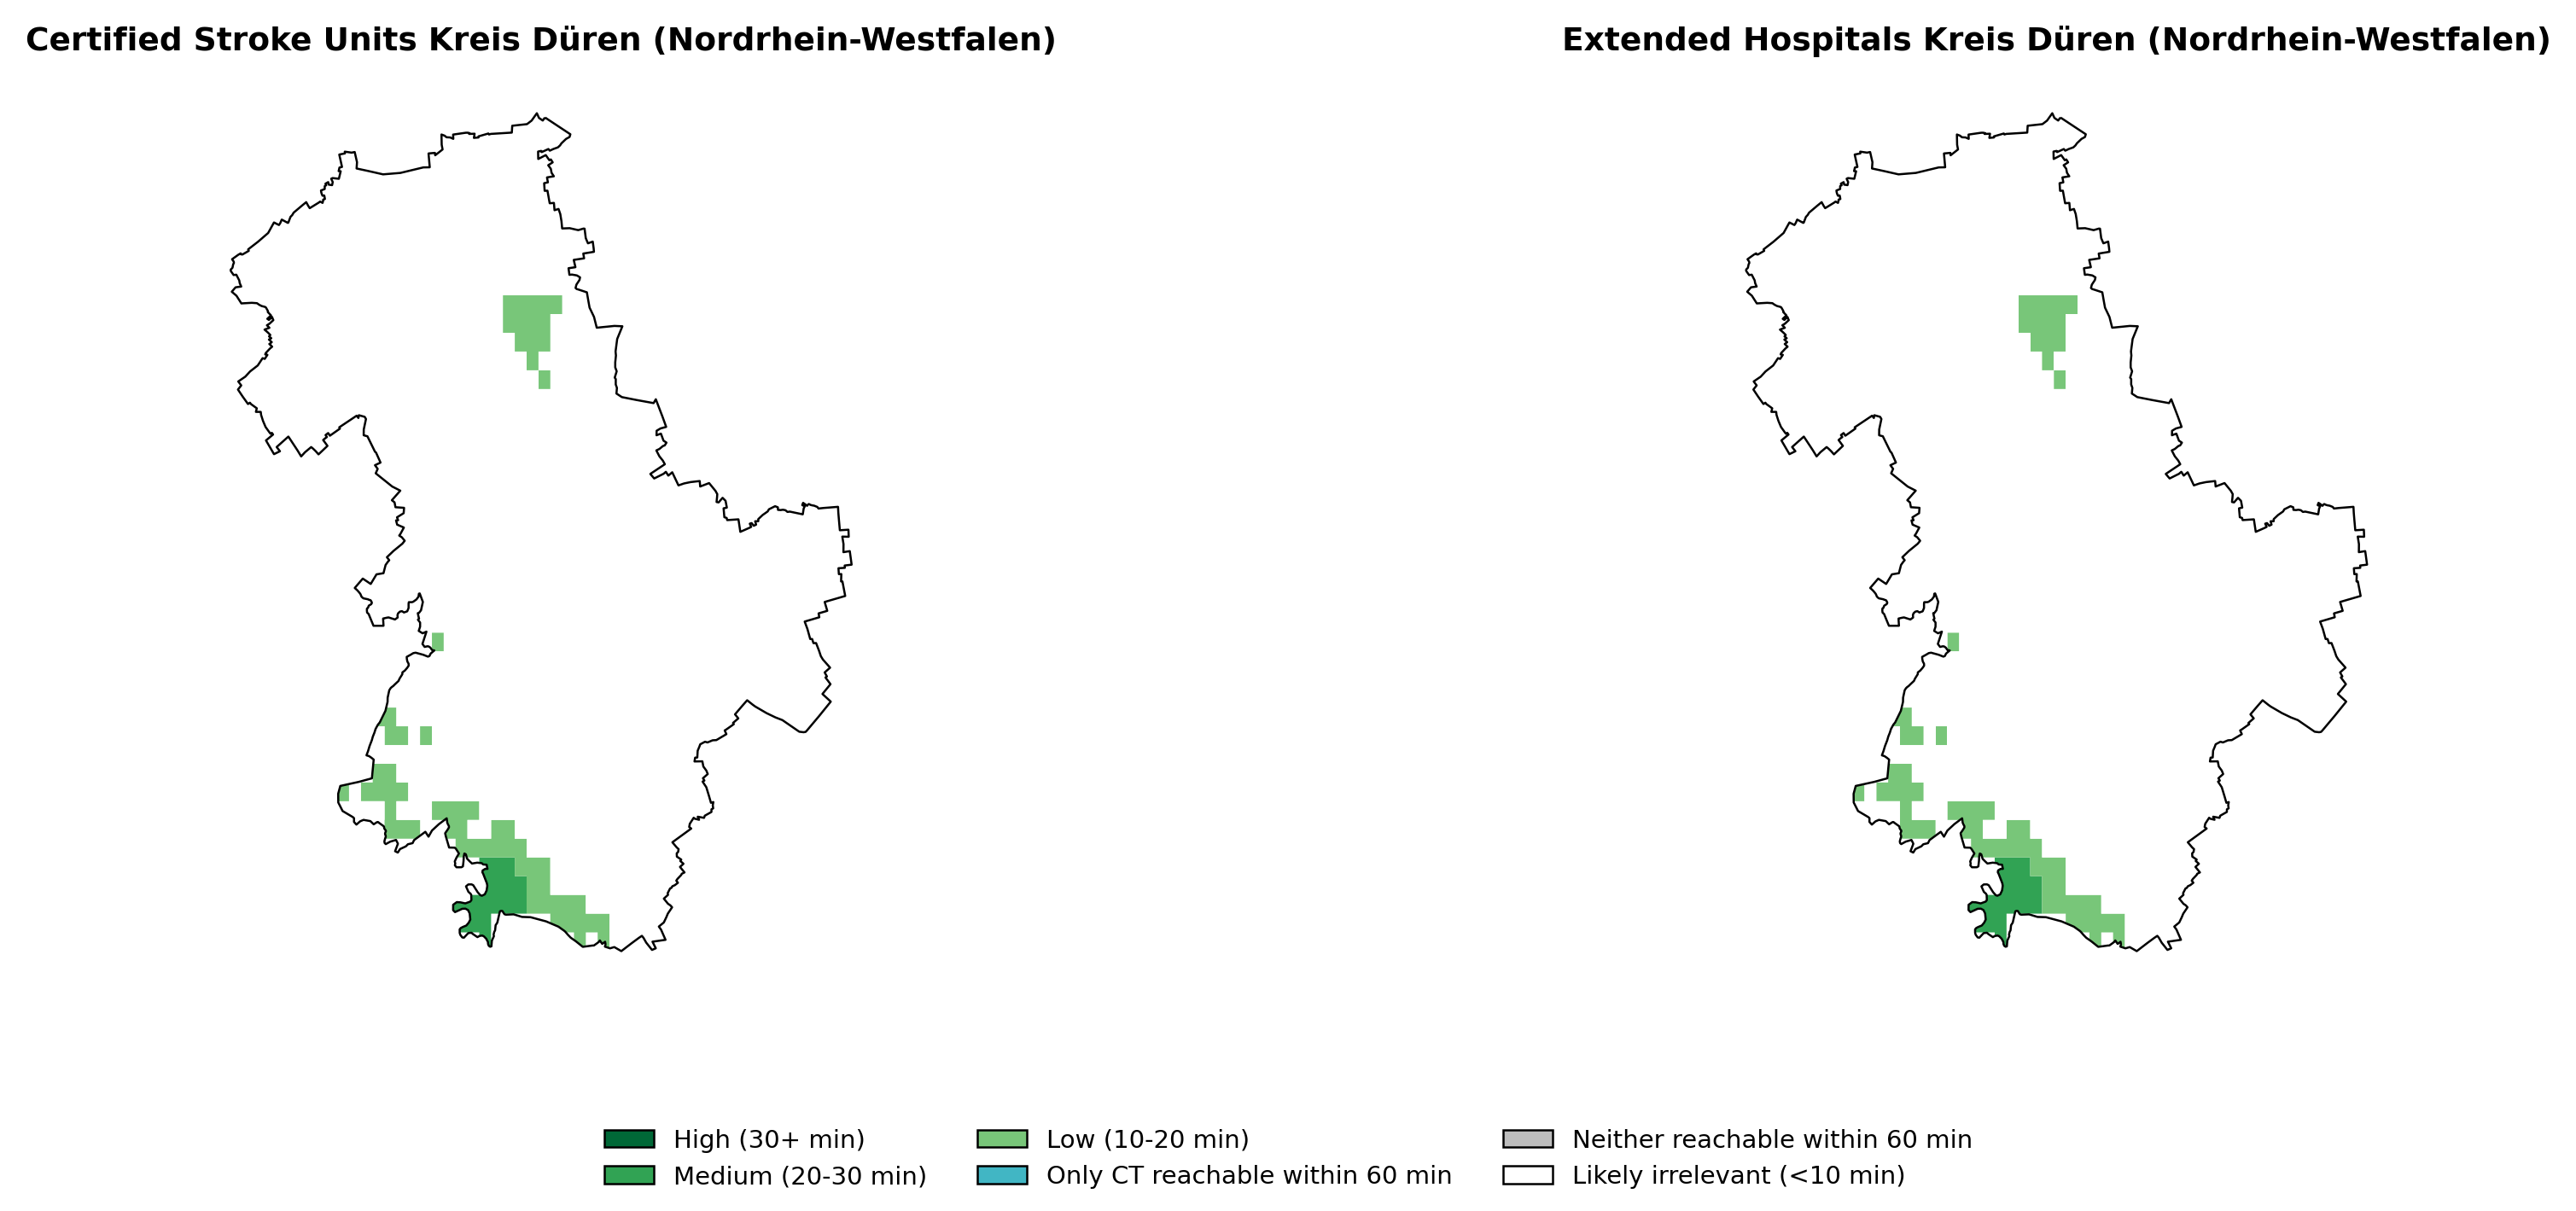 Certified Stroke Units Kreis Düren (Nordrhein-Westfalen)
Extended Hospitals Kreis Düren (Nordrhein-Westfalen)
High (30+ min)
Medium (20-30 min)
Low (10-20 min)
Only CT reachable within 60 min
Neither reachable within 60 min
Likely irrelevant (<10 min)